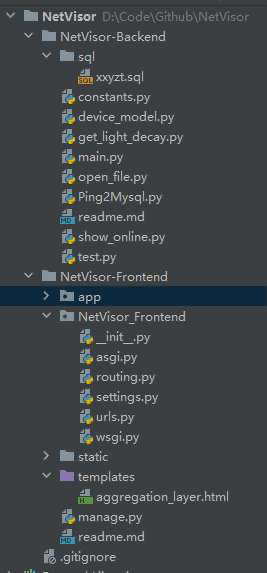 NetVisor D:\Code\Github\NetVisor
NetVisor-Backend
sql
xxyzt.sql
constants.py
device_model.py
get_light_decay.py
main.py
open_file.py
Ping2Mysql.py
readme.md
show_online.py
test.py
NetVisor-Frontend
app
NetVisor_Frontend
__init__.py
asgi.py
routing.py
settings.py
urls.py
wsgi.py
static
templates
aggregation_layer.html
manage.py
readme.md
.gitignore